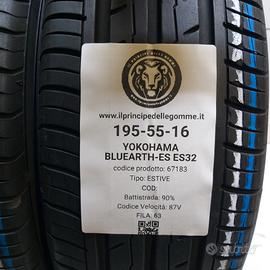 www.ilprincipedellegomme.it
195-55-16
YOKOHAMA
BLUEARTH-ES ES32
codice prodotto: 67183
Tipo: ESTIVE
COD:
Battistrada: 90%
Codice Velocità: 87V
FILA: 63